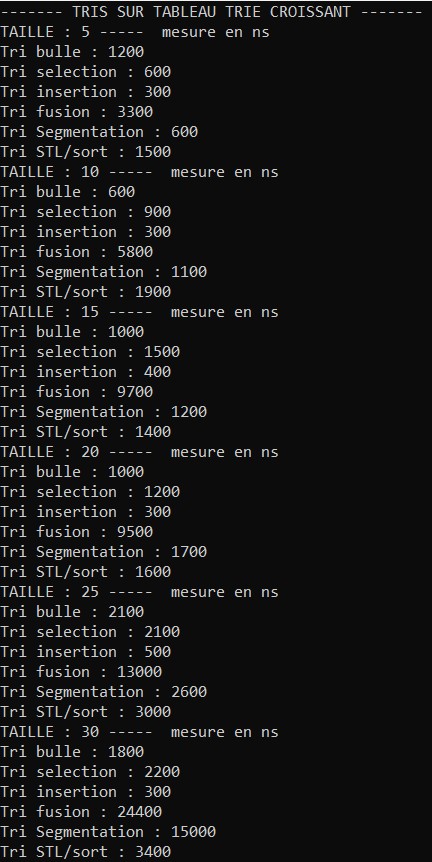 ------- TRIS SUR TABLEAU TRIE CROISSANT -------
TAILLE : 5 -----  mesure en ns
Tri bulle : 1200
Tri selection : 600
Tri insertion : 300
Tri fusion : 3300
Tri Segmentation : 600
Tri STL/sort : 1500
TAILLE : 10 -----  mesure en ns
Tri bulle : 600
Tri selection : 900
Tri insertion : 300
Tri fusion : 5800
Tri Segmentation : 1100
Tri STL/sort : 1900
TAILLE : 15 -----  mesure en ns
Tri bulle : 1000
Tri selection : 1500
Tri insertion : 400
Tri fusion : 9700
Tri Segmentation : 1200
Tri STL/sort : 1400
TAILLE : 20 -----  mesure en ns
Tri bulle : 1000
Tri selection : 1200
Tri insertion : 300
Tri fusion : 9500
Tri Segmentation : 1700
Tri STL/sort : 1600
TAILLE : 25 -----  mesure en ns
Tri bulle : 2100
Tri selection : 2100
Tri insertion : 500
Tri fusion : 13000
Tri Segmentation : 2600
Tri STL/sort : 3000
TAILLE : 30 -----  mesure en ns
Tri bulle : 1800
Tri selection : 2200
Tri insertion : 300
Tri fusion : 24400
Tri Segmentation : 15000
Tri STL/sort : 3400